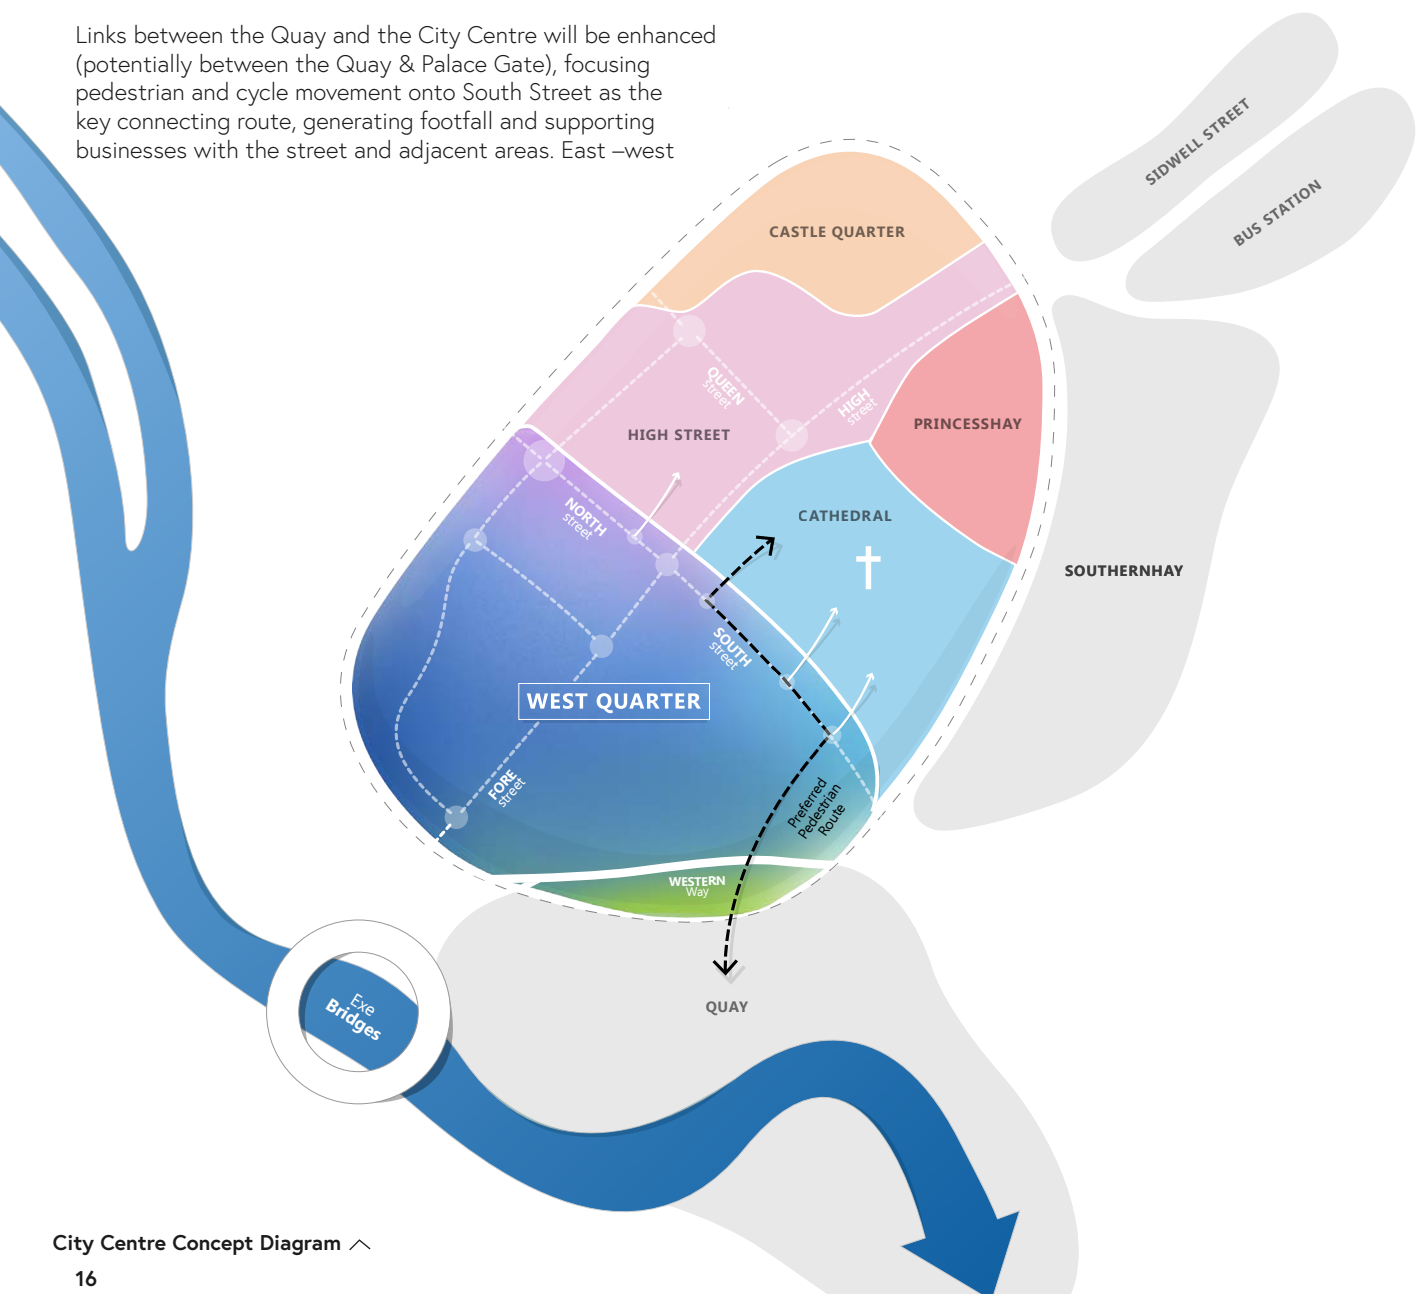 Links between the Quay and the City Centre will be enhanced
(potentially between the Quay & Palace Gate), focusing
pedestrian and cycle movement onto South Street as the
key connecting route, generating footfall and supporting
businesses with the street and adjacent areas. East –west
SIDWELL STREET
BUS STATION
CASTLE QUARTER
QUEEN
street
HIGH
street
HIGH STREET
PRINCESSHAY
NORTH
street
CATHEDRAL
SOUTHERNHAY
SOUTH
street
WEST QUARTER
FORE
street
Preferred
Pedestrian
Route
WESTERN
Way
Exe
Bridges
QUAY
City Centre Concept Diagram
16